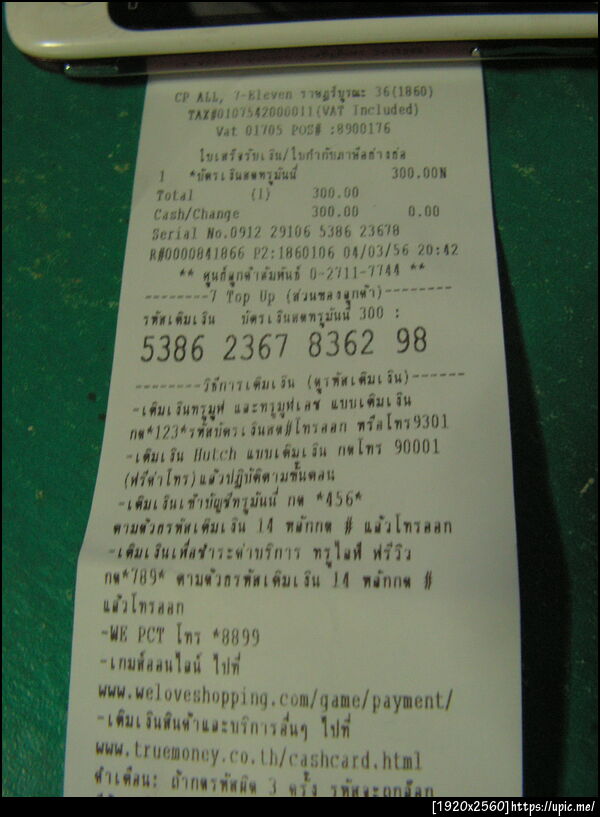 CP ALL, 7-Eleven ราษฎร์บูรณะ 36(1860)
TAX#0107542000011(VAT Included)
Vat 01705 POS# :8900176
ใบเสร็จรับเงิน/ใบกำกับภาษีอย่างย่อ
1 *บัตรเงินสดทรูมันนี่ 300.00N
Total (1) 300.00
Cash/Change 300.00 0.00
Serial No.0912 29106 5386 23678
R#0000841866 P2:1860106 04/03/56 20:42
** ศูนย์ลูกค้าสัมพันธ์ 0-2711-7744 **
--------7 Top Up (ส่วนของลูกค้า)--------
รหัสเติมเงิน บัตรเงินสดทรูมันนี่ 300 :
5386 2367 8362 98
--------วิธีการเติมเงิน (ดูรหัสเติมเงิน)------
-เติมเงินทรูมูฟ และทรูมูฟเอช แบบเติมเงิน
กด*123*รหัสบัตรเงินสด#โทรออก หรือโทร9301
-เติมเงิน Hutch แบบเติมเงิน กดโทร 90001
(ฟรีค่าโทร)แล้วปฏิบัติตามขั้นตอน
-เติมเงินเข้าบัญชีทรูมันนี่ กด *456*
ตามด้วยรหัสเติมเงิน 14 หลักกด # แล้วโทรออก
-เติมเงินเพื่อชำระค่าบริการ ทรูไลฟ์ ฟรีวิว
กด*789* ตามด้วยรหัสเติมเงิน 14 หลักกด #
แล้วโทรออก
-WE PCT โทร *8899
-เกมส์ออนไลน์ ไปที่
www.weloveshopping.com/game/payment/
-เติมเงินสินค้าและบริการอื่นๆ ไปที่
www.truemoney.co.th/cashcard.html
คำเตือน: ถ้ากดรหัสผิด 3 ครั้ง รหัสจะถูกล็อก
[1920x2560]https://upic.me/